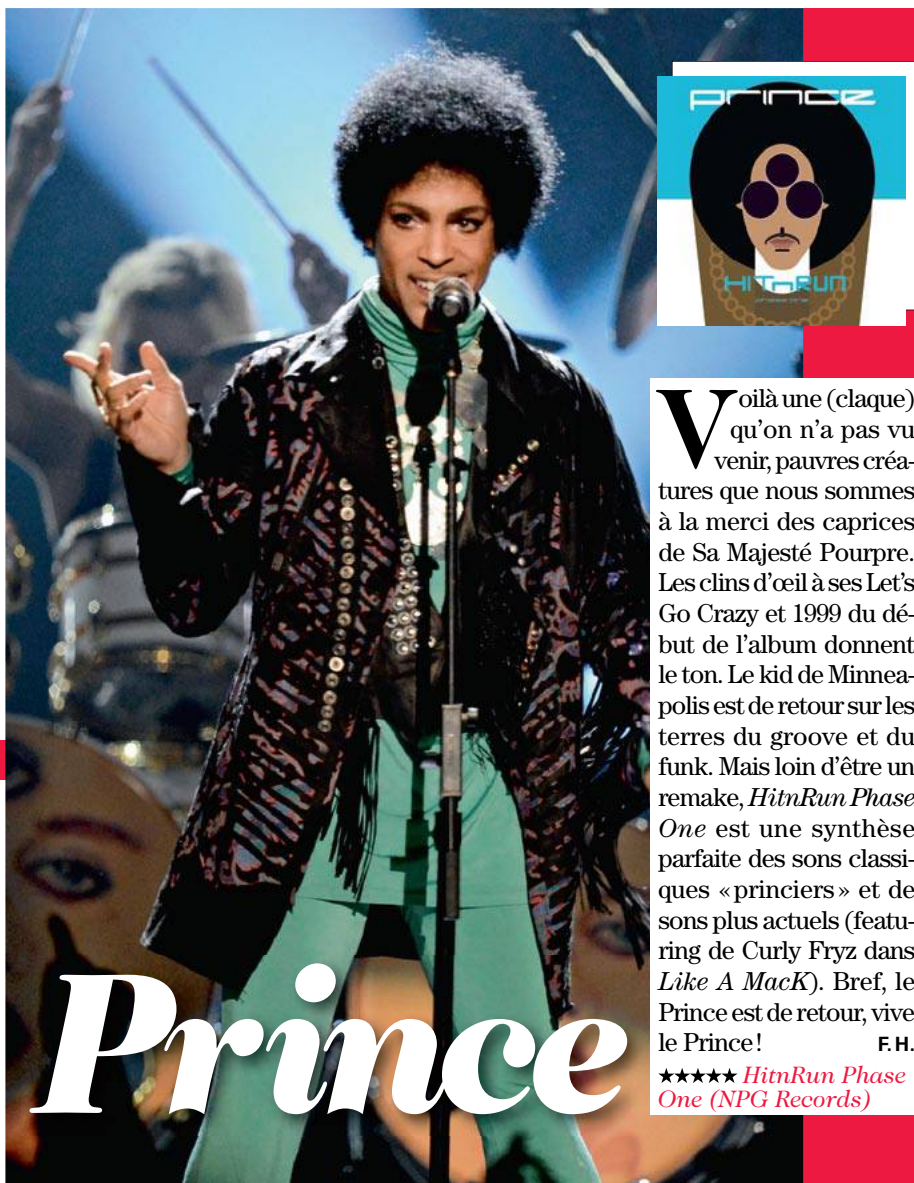 prince
HITnRUN
phase one
Voilà une (claque)
qu'on n'a pas vu
venir, pauvres créa-
tures que nous sommes
à la merci des caprices
de Sa Majesté Pourpre.
Les clins d'œil à ses Let's
Go Crazy et 1999 du dé-
but de l'album donnent
le ton. Le kid de Minnea-
polis est de retour sur les
terres du groove et du
funk. Mais loin d'être un
remake, HitnRun Phase
One est une synthèse
parfaite des sons classi-
ques « princiers » et de
sons plus actuels (featu-
ring de Curly Fryz dans
Like A MacK). Bref, le
Prince est de retour, vive
le Prince ! F. H.
★★★★★ HitnRun Phase
One (NPG Records)
Prince